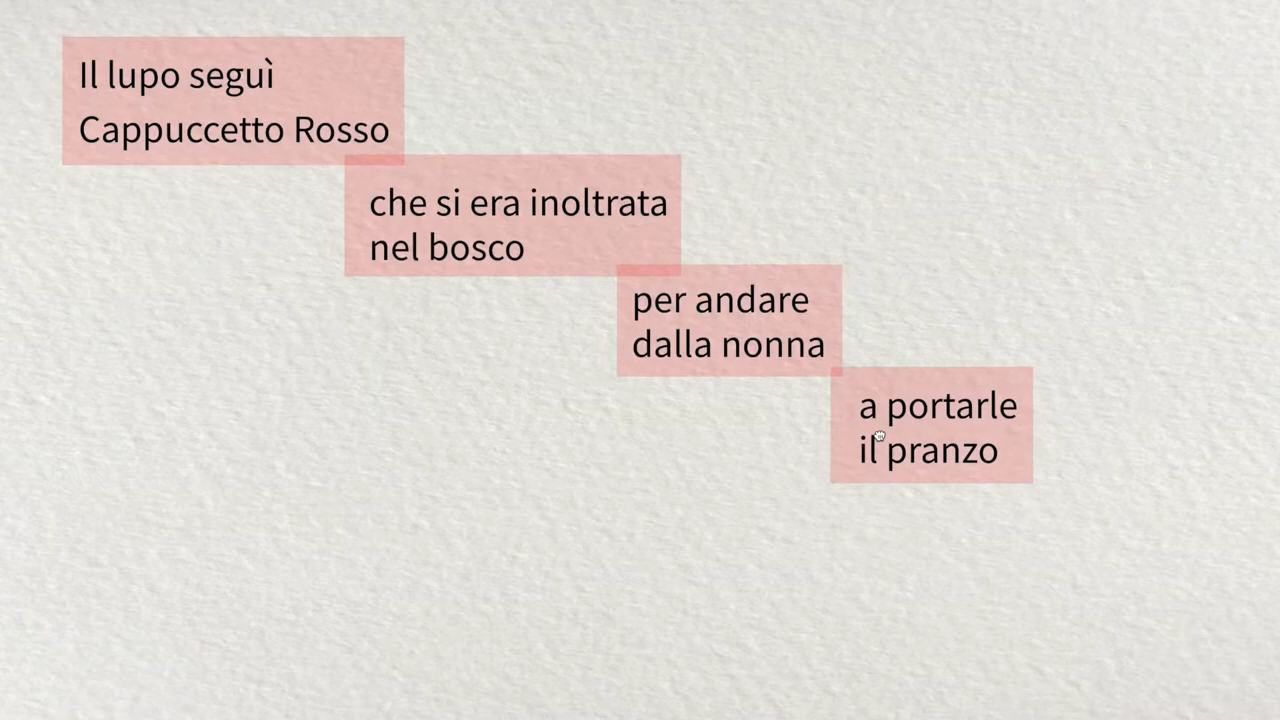 Il lupo seguì
Cappuccetto Rosso
che si era inoltrata
nel bosco
per andare
dalla nonna
a portarle
il pranzo